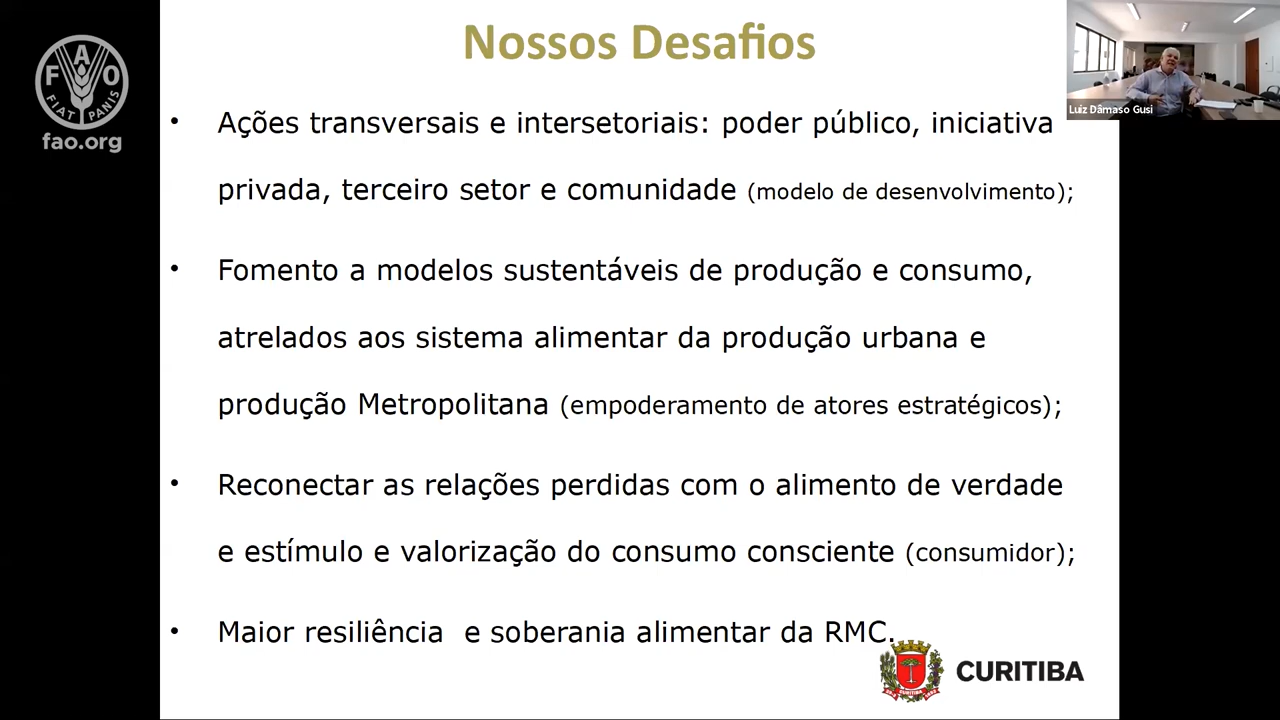 Nossos Desafios
FAO
FIAT PANIS
fao.org
Luiz Dâmaso Gusi
• Ações transversais e intersetoriais: poder público, iniciativa
privada, terceiro setor e comunidade (modelo de desenvolvimento);
• Fomento a modelos sustentáveis de produção e consumo,
atrelados aos sistema alimentar da produção urbana e
produção Metropolitana (empoderamento de atores estratégicos);
• Reconectar as relações perdidas com o alimento de verdade
e estímulo e valorização do consumo consciente (consumidor);
• Maior resiliência e soberania alimentar da RMC.
CURITIBA
CURITIBA